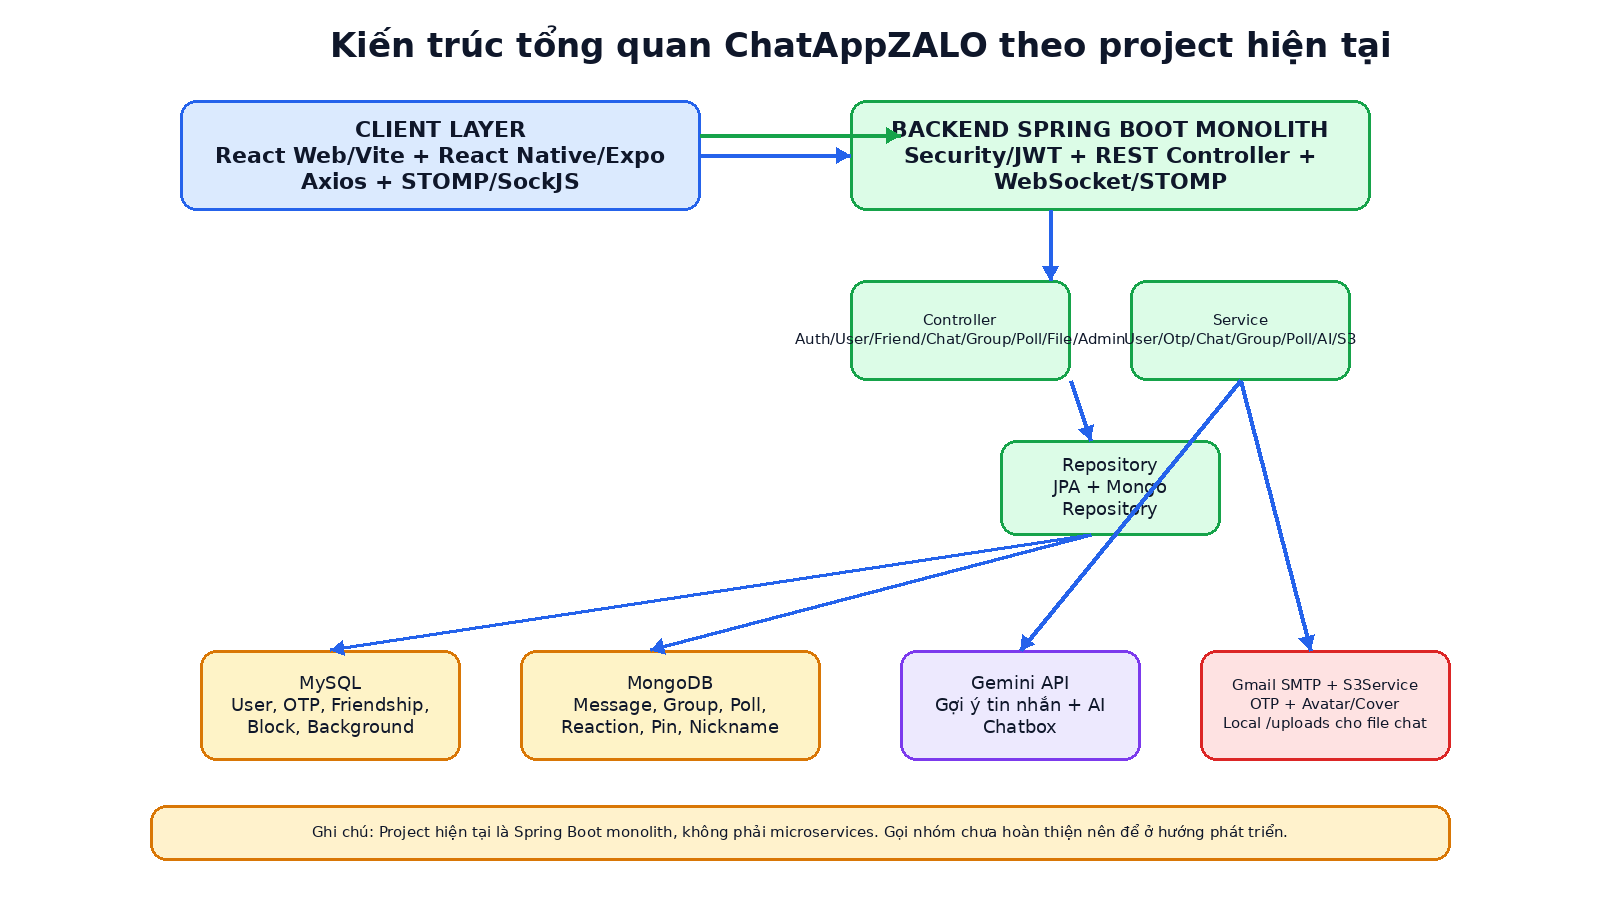 Kiến trúc tổng quan ChatAppZALO theo project hiện tại
CLIENT LAYER
React Web/Vite + React Native/Expo
Axios + STOMP/SockJS
BACKEND SPRING BOOT MONOLITH
Security/JWT + REST Controller +
WebSocket/STOMP
Controller
Auth/User/Friend/Chat/Group/Poll/File/Admin
Service
User/Otp/Chat/Group/Poll/AI/S3
Repository
JPA + Mongo
Repository
MySQL
User, OTP, Friendship,
Block, Background
MongoDB
Message, Group, Poll,
Reaction, Pin, Nickname
Gemini API
Gợi ý tin nhắn + AI
Chatbox
Gmail SMTP + S3Service
OTP + Avatar/Cover
Local /uploads cho file chat
Ghi chú: Project hiện tại là Spring Boot monolith, không phải microservices. Gọi nhóm chưa hoàn thiện nên để ở hướng phát triển.